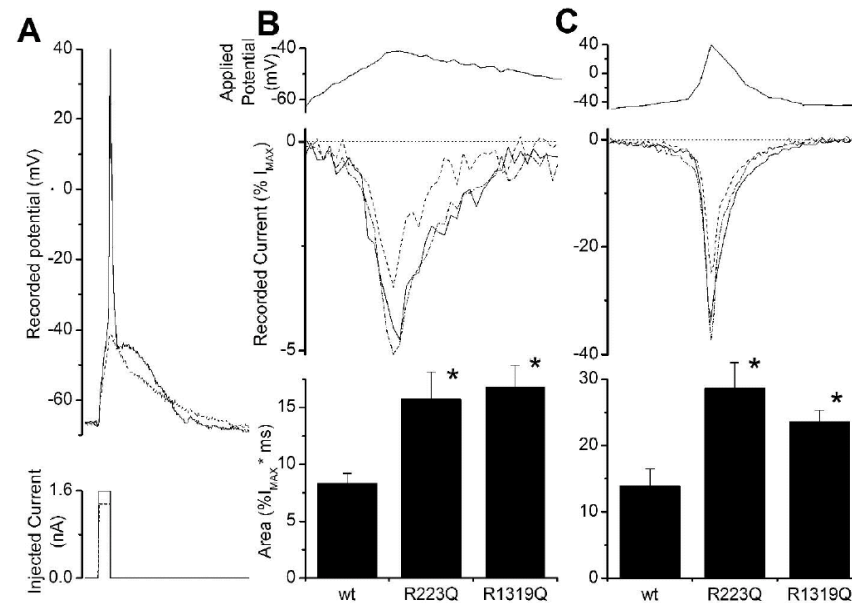 A
B
C
Recorded potential (mV)
40
20
0
-20
-40
-60
Injected Current
(nA)
1.6
0.0
Applied
Potential
(mV)
-40
-60
Recorded Current (% IMAX)
0
-5
Area (%IMAX* ms)
15
10
5
0
*
*
wt
R223Q
R1319Q
40
0
-40
0
-10
-20
-30
-40
30
20
10
0
*
*
wt
R223Q
R1319Q